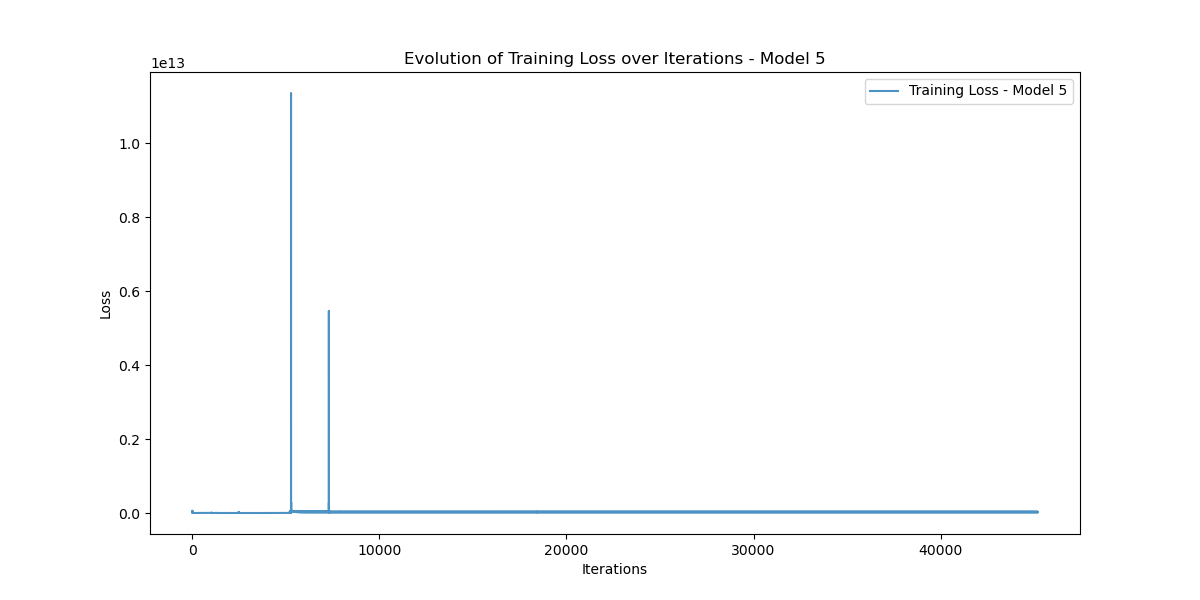 Evolution of Training Loss over Iterations - Model 5
1e13
Training Loss - Model 5
1.0
0.8
0.6
0.4
0.2
0.0
Loss
0 10000 20000 30000 40000
Iterations